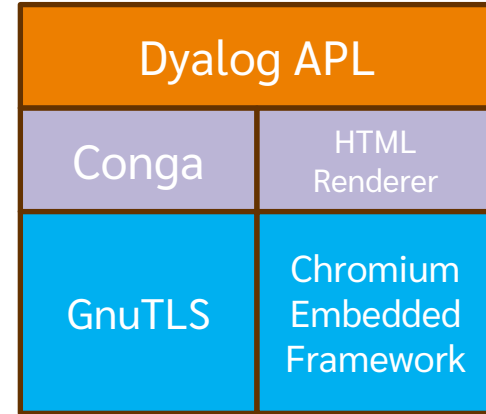 Dyalog APL
Conga
HTML
Renderer
GnuTLS
Chromium
Embedded
Framework